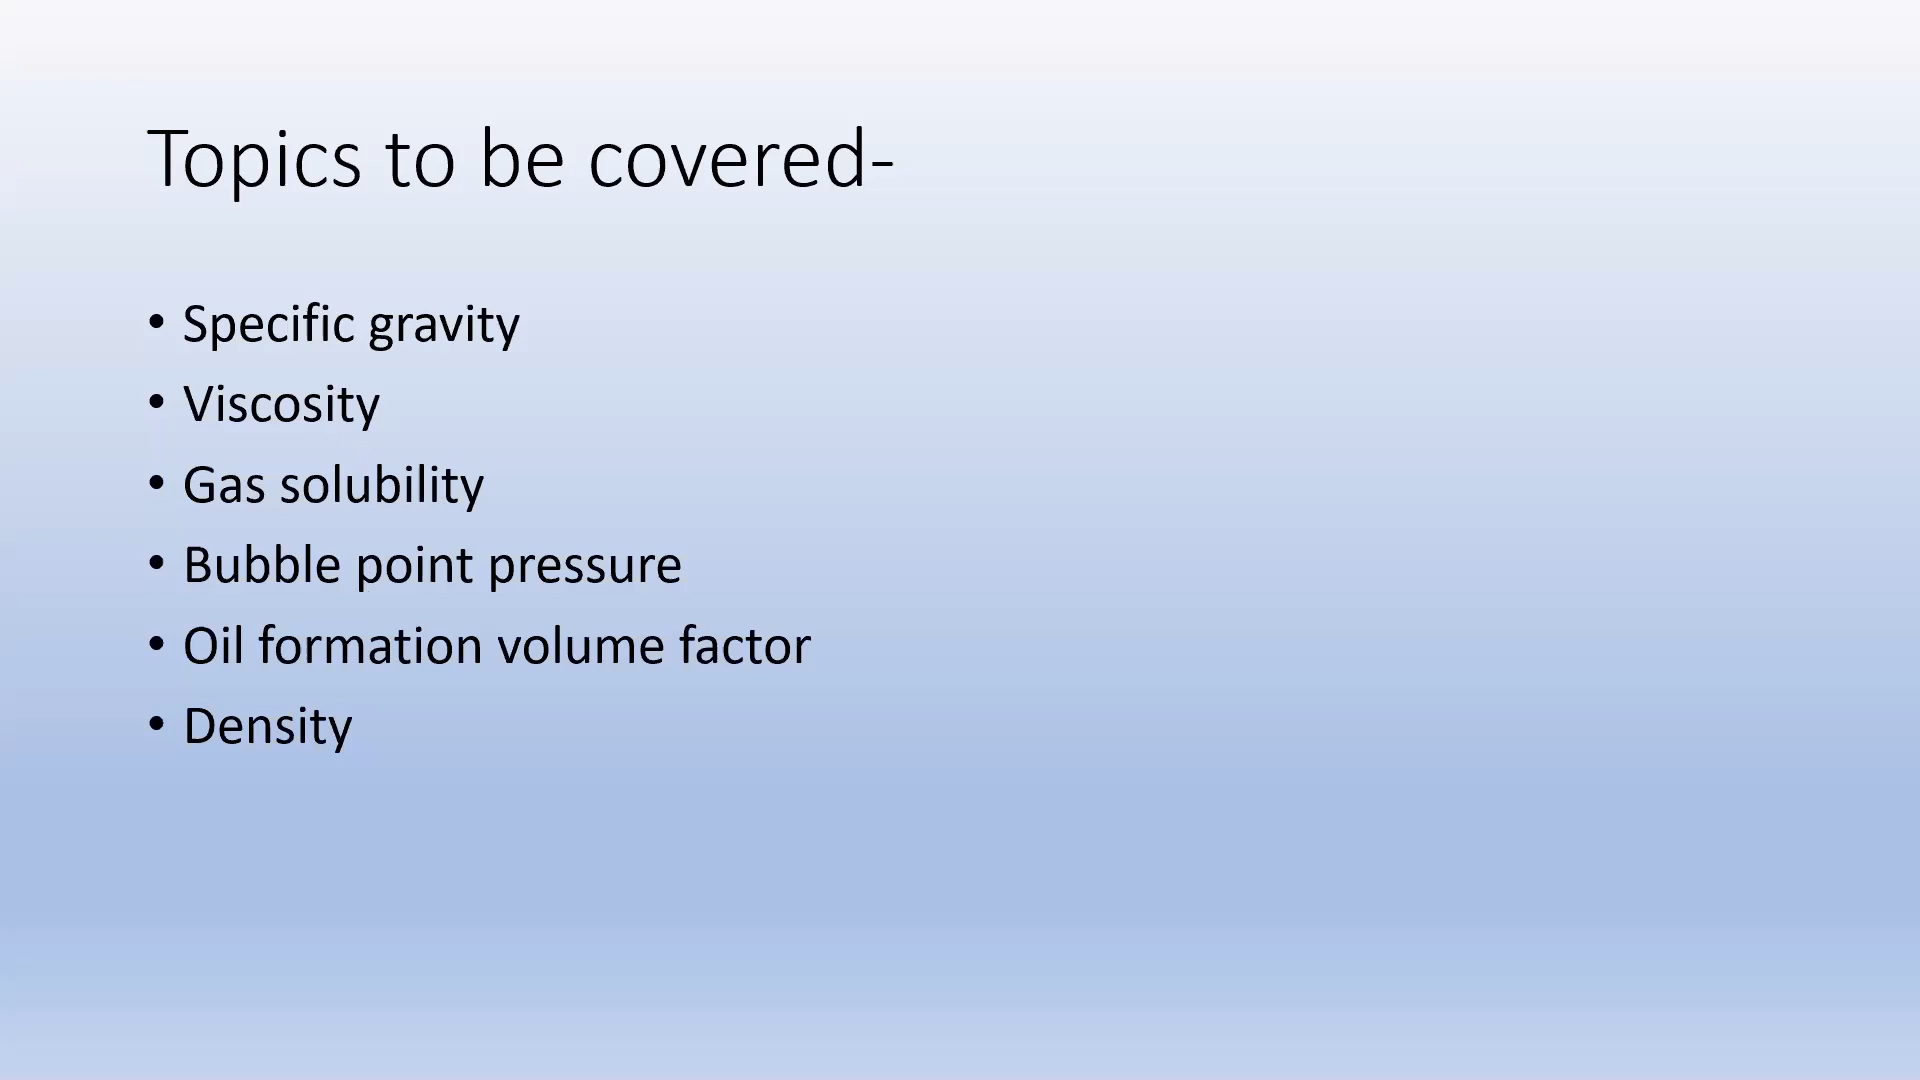 Topics to be covered-
• Specific gravity
• Viscosity
• Gas solubility
• Bubble point pressure
• Oil formation volume factor
• Density